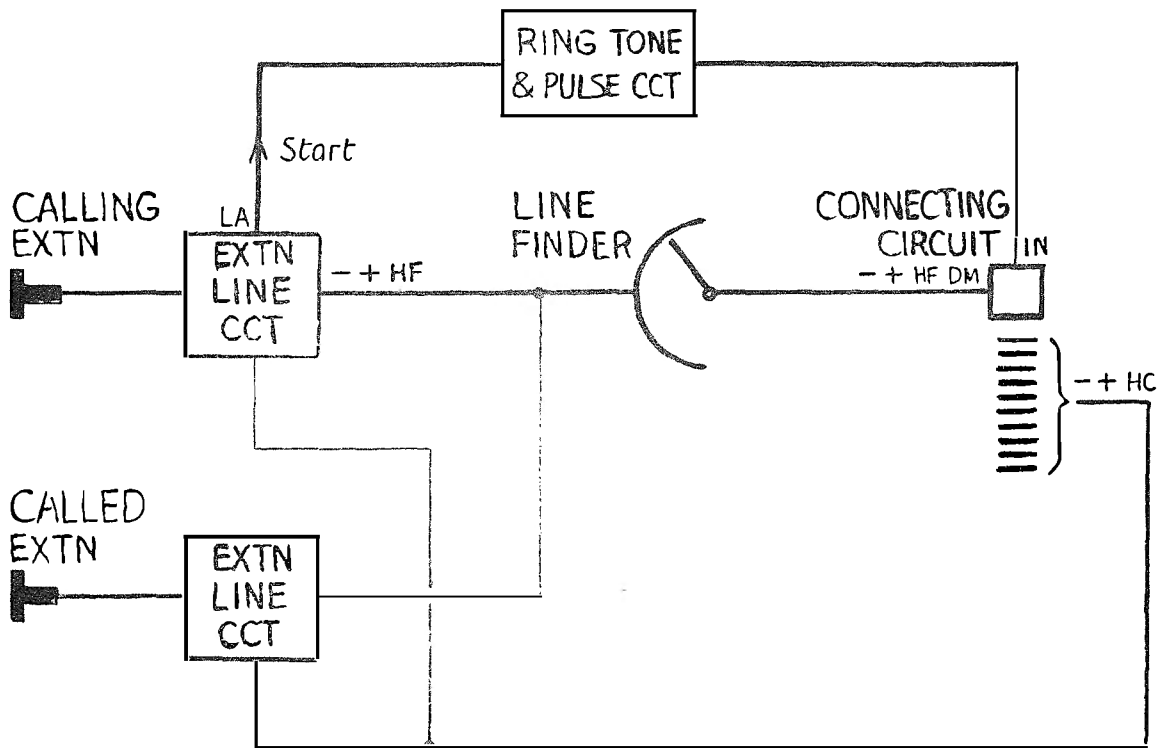 RING TONE
& PULSE CCT
Start
CALLING
EXTN
LA
EXTN
LINE
CCT
- + HF
LINE
FINDER
CONNECTING
CIRCUIT
IN
- + HF DM
- + HC
CALLED
EXTN
EXTN
LINE
CCT